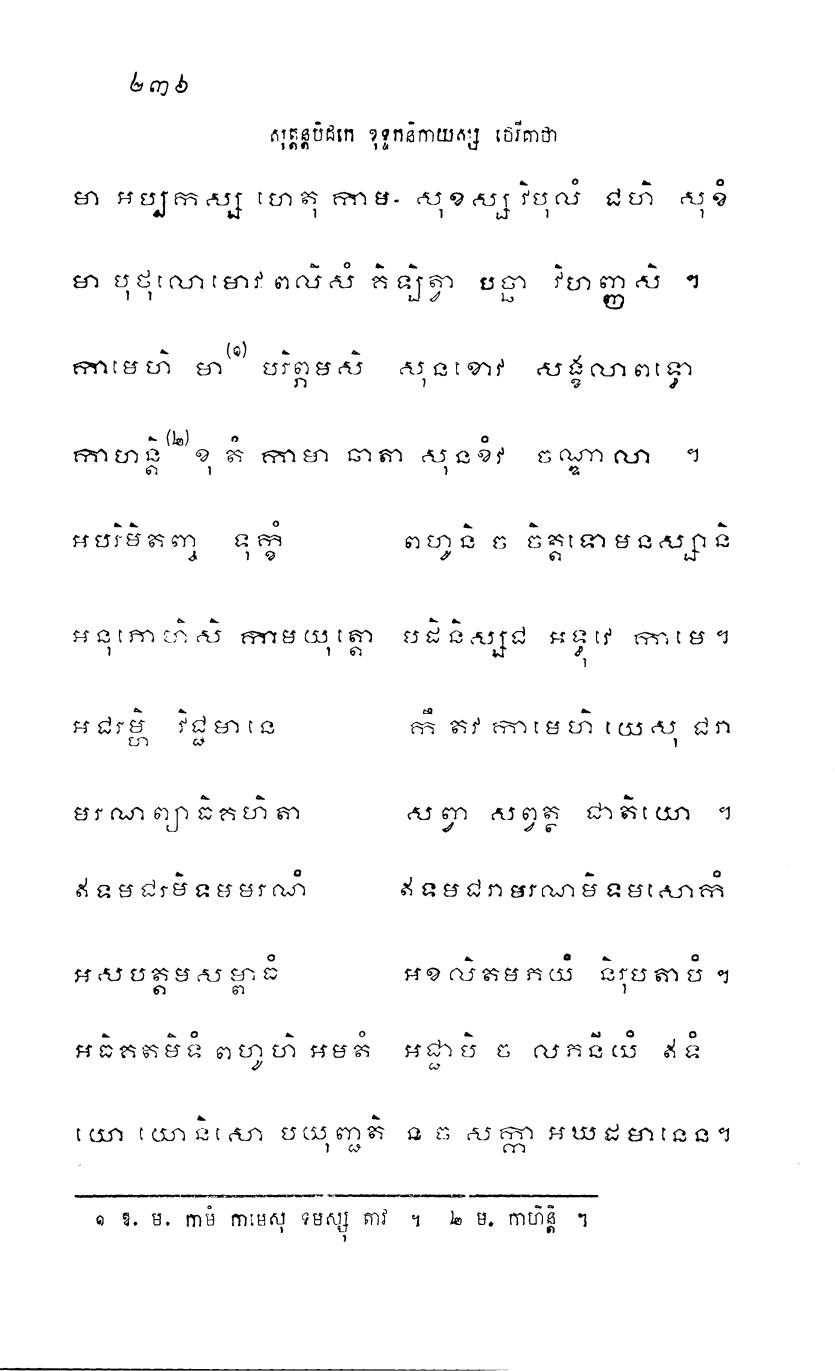 ២៣៦
សុត្តន្តបិដកេ ខុទ្ទកនិកាយស្ស ថេរីគាថា
មា អប្បកស្ស ហេតុ កាម- សុខស្ស វិបុលំ ជហិ សុខំ
មា បុថុលោមោវ ពលិសំ គិឡិត្វា បច្ឆា វិហញ្ញសិ ។
កាមេហិ មា(១) បរិព្ភមសិ សុនខោវ សង្ខលាពទ្ធោ
កាហន្តិ(២) ខុ តំ កាមា ឆាតា សុនខំវ ចណ្ឌាលា ។
អបរិមិតញ្ច ទុក្ខំ ពហូនិ ច ចិត្តទោមនស្សានិ
អនុភោហិសិ កាមយុត្តោ បដិនិស្សជ អទ្ធុវេ កាមេ។
អជរម្ហិ វិជ្ជមានេ កឹ តវ កាមេហិ យេសុ ជរា
មរណព្យាធិគហិតា សព្វា សព្វត្ថ ជាតិយោ ។
ឥទមជរមិទមមរណំ ឥទមជរាមរណមិទមសោកំ
អសបត្តមសម្ពាធំ អខលិតមភយំ និរុបតាបំ ។
អធិគតមិទំ ពហូហិ អមតំ អជ្ជាបិ ច លភនីយំ ឥទំ
យោ យោនិសោ បយុញ្ជតិ ន ច សក្កា អឃដមានេន។
១ ឱ. ម. កាមំ កាមេសុ ទមស្សុ តាវ ។ ២ ម. កាហិន្តិ ។